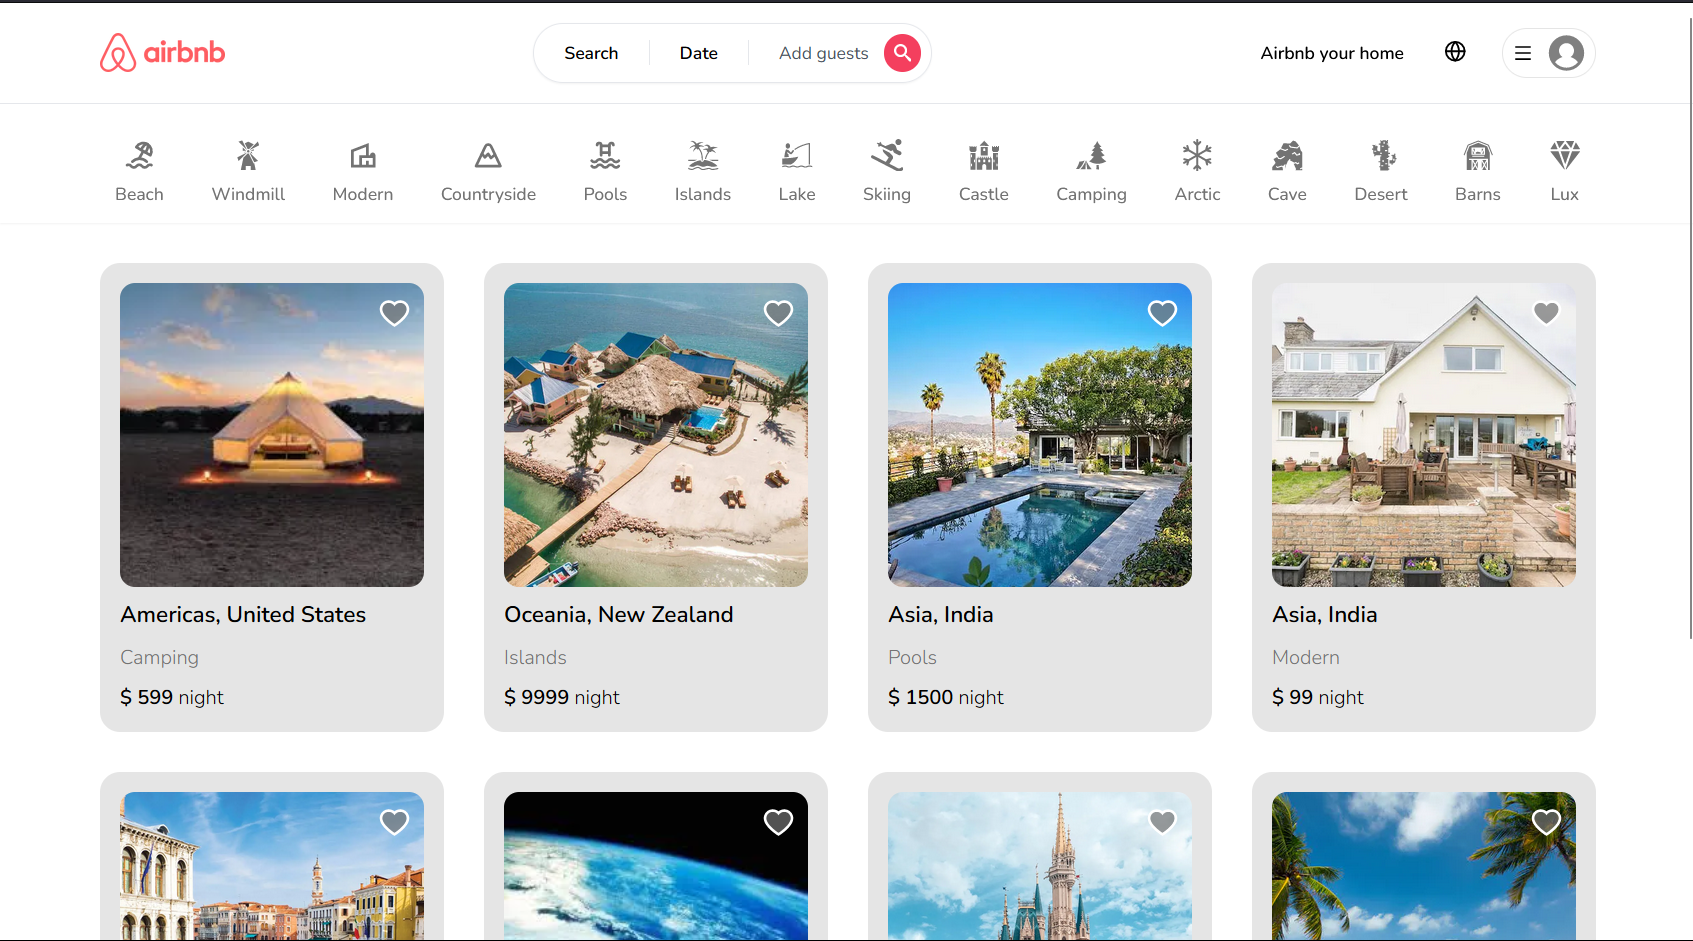 airbnb
Search Date Add guests
Airbnb your home
Beach Windmill Modern Countryside Pools Islands Lake Skiing Castle Camping Arctic Cave Desert Barns Lux
Americas, United States
Camping
$ 599 night
Oceania, New Zealand
Islands
$ 9999 night
Asia, India
Pools
$ 1500 night
Asia, India
Modern
$ 99 night